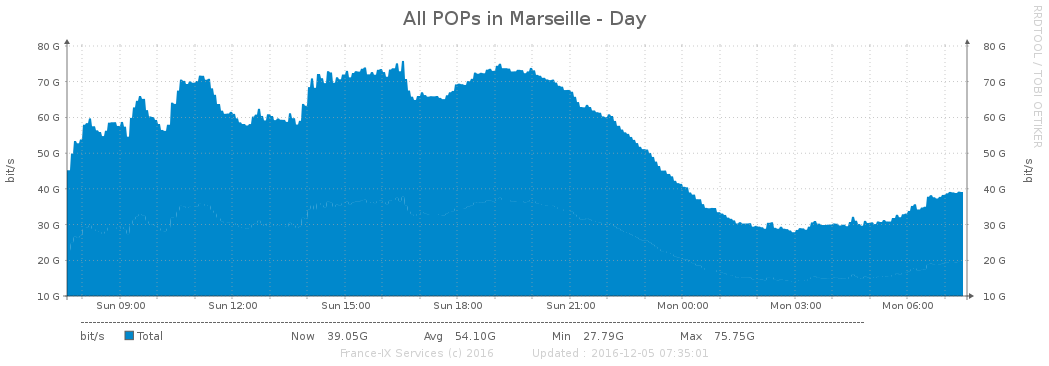 All POPs in Marseille - Day
RRDTOOL / TOBI OETIKER
80 G 80 G
70 G 70 G
60 G 60 G
50 G 50 G
40 G 40 G
30 G 30 G
20 G 20 G
10 G 10 G
bit/s bit/s
Sun 09:00 Sun 12:00 Sun 15:00 Sun 18:00 Sun 21:00 Mon 00:00 Mon 03:00 Mon 06:00
bit/s Total Now 39.05G Avg 54.10G Min 27.79G Max 75.75G
France-IX Services (c) 2016 Updated : 2016-12-05 07:35:01